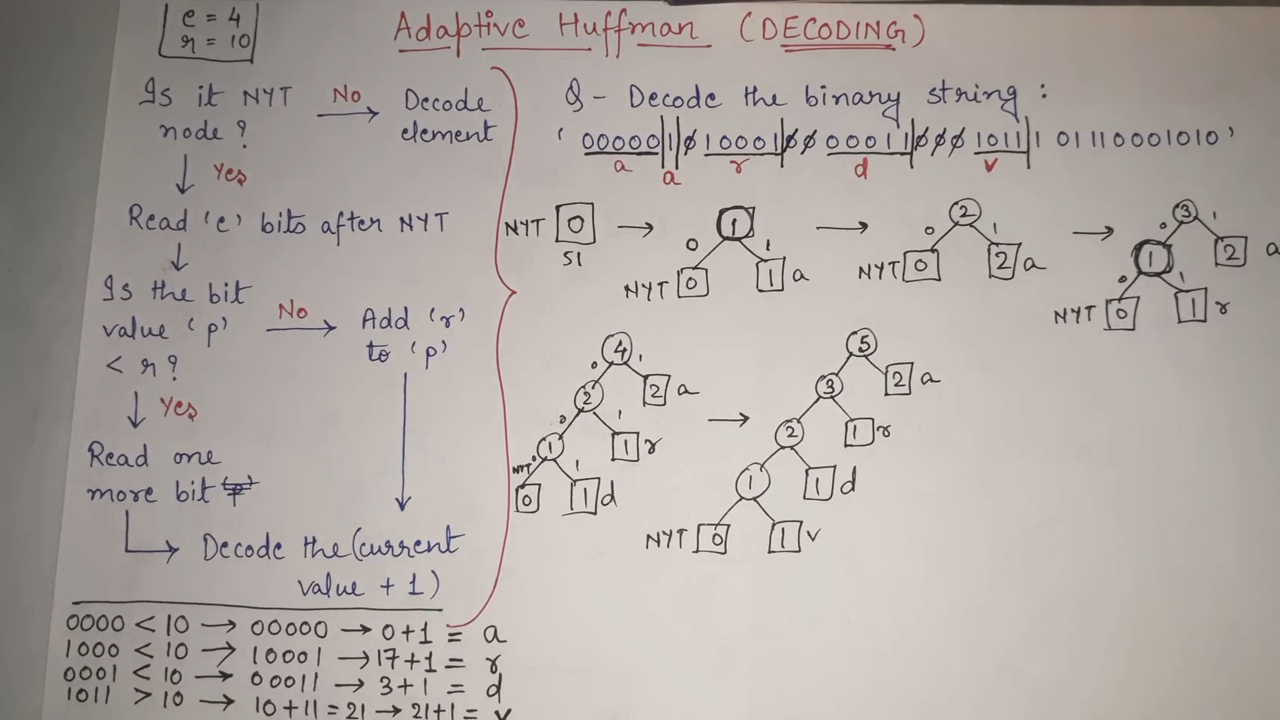 e = 4
r = 10
Adaptive Huffman (DECODING)
Is it NYT node ?
No
Decode element
Yes
Read 'e' bits after NYT
Is the bit value 'p' < r ?
No
Add 'r' to 'p'
Yes
Read one more bit
Decode the (current value + 1)
0000 < 10 → 00000 → 0+1 = a
1000 < 10 → 10001 → 17+1 = r
0001 < 10 → 00011 → 3+1 = d
1011 > 10 → 10+11 = 21 → 21+1 = v
Q - Decode the binary string :
' 00000|1|0 10001|00 00011|000 1011|1 01110001010 '
a a r d v
NYT 0
51
1
0 1
NYT 0 1 a
2
0 1
NYT 0 2 a
3
0 1
1 2 a
0 1
NYT 0 1 r
4
0 1
2 2 a
0 1
1 1 r
NYT 0 1
0 1 d
5
3 2 a
2 1 r
1 1 d
NYT 0 1 v